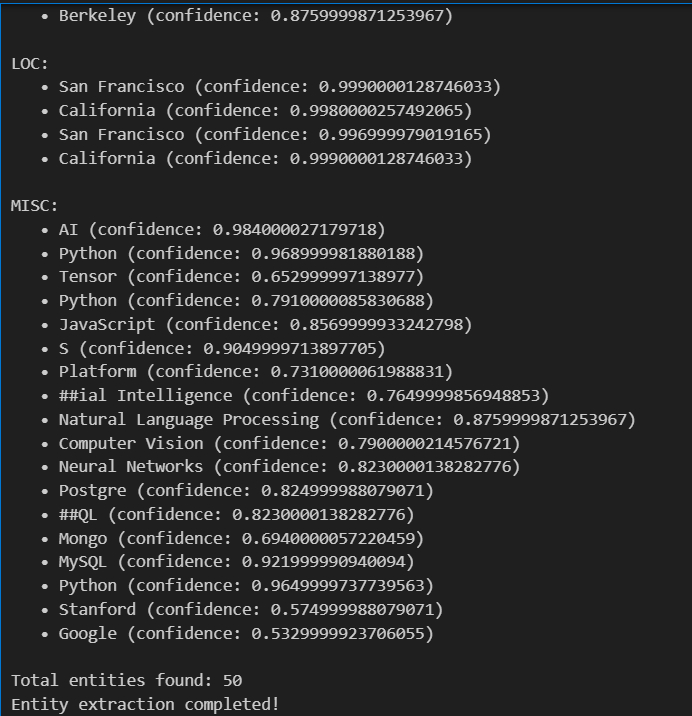 • Berkeley (confidence: 0.8759999871253967)
LOC:
• San Francisco (confidence: 0.9990000128746033)
• California (confidence: 0.9980000257492065)
• San Francisco (confidence: 0.996999979019165)
• California (confidence: 0.9990000128746033)
MISC:
• AI (confidence: 0.984000027179718)
• Python (confidence: 0.968999981880188)
• Tensor (confidence: 0.652999997138977)
• Python (confidence: 0.7910000085830688)
• JavaScript (confidence: 0.8569999933242798)
• S (confidence: 0.9049999713897705)
• Platform (confidence: 0.7310000061988831)
• ##ial Intelligence (confidence: 0.7649999856948853)
• Natural Language Processing (confidence: 0.8759999871253967)
• Computer Vision (confidence: 0.7900000214576721)
• Neural Networks (confidence: 0.8230000138282776)
• Postgre (confidence: 0.824999988079071)
• ##QL (confidence: 0.8230000138282776)
• Mongo (confidence: 0.6940000057220459)
• MySQL (confidence: 0.921999990940094)
• Python (confidence: 0.9649999737739563)
• Stanford (confidence: 0.574999988079071)
• Google (confidence: 0.5329999923706055)
Total entities found: 50
Entity extraction completed!